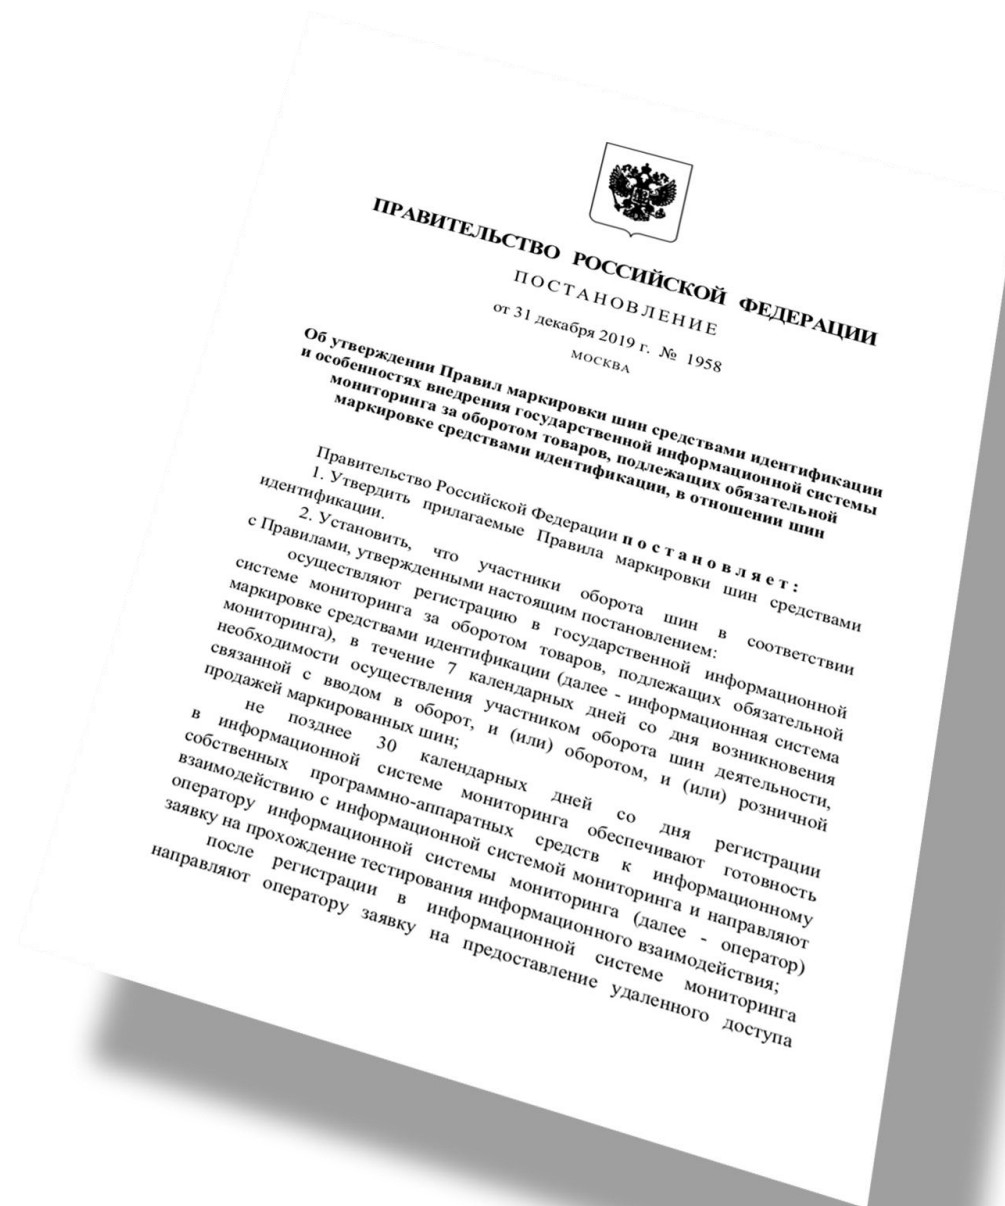 ПРАВИТЕЛЬСТВО РОССИЙСКОЙ ФЕДЕРАЦИИ
ПОСТАНОВЛЕНИЕ
от 31 декабря 2019 г. № 1958
МОСКВА
Об утверждении Правил маркировки шин средствами идентификации
и особенностях внедрения государственной информационной системы
мониторинга за оборотом товаров, подлежащих обязательной
маркировке средствами идентификации, в отношении шин
Правительство Российской Федерации постановляет:
1. Утвердить прилагаемые Правила маркировки шин средствами
идентификации.
2. Установить, что участники оборота шин в соответствии
с Правилами, утвержденными настоящим постановлением:
осуществляют регистрацию в государственной информационной
системе мониторинга за оборотом товаров, подлежащих обязательной
маркировке средствами идентификации (далее - информационная система
мониторинга), в течение 7 календарных дней со дня возникновения
необходимости осуществления участником оборота шин деятельности,
связанной с вводом в оборот, и (или) оборотом, и (или) розничной
продажей маркированных шин;
не позднее 30 календарных дней со дня регистрации
в информационной системе мониторинга обеспечивают готовность
собственных программно-аппаратных средств к информационному
взаимодействию с информационной системой мониторинга и направляют
оператору информационной системы мониторинга (далее - оператор)
заявку на прохождение тестирования информационного взаимодействия;
после регистрации в информационной системе мониторинга
направляют оператору заявку на предоставление удаленного доступа